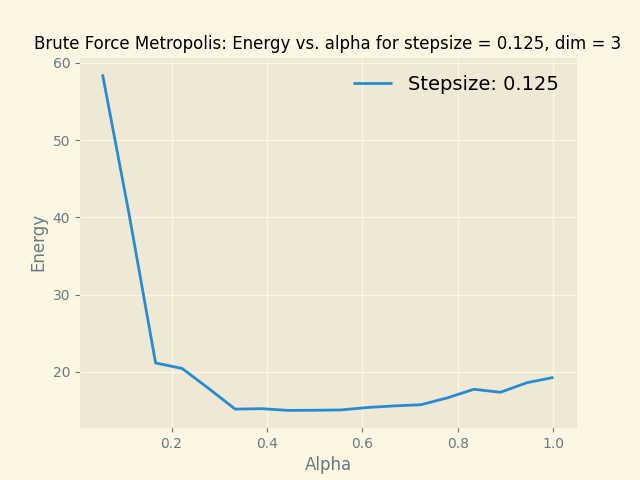 Brute Force Metropolis: Energy vs. alpha for stepsize = 0.125, dim = 3
Stepsize: 0.125
60
50
40
30
20
Energy
0.2 0.4 0.6 0.8 1.0
Alpha